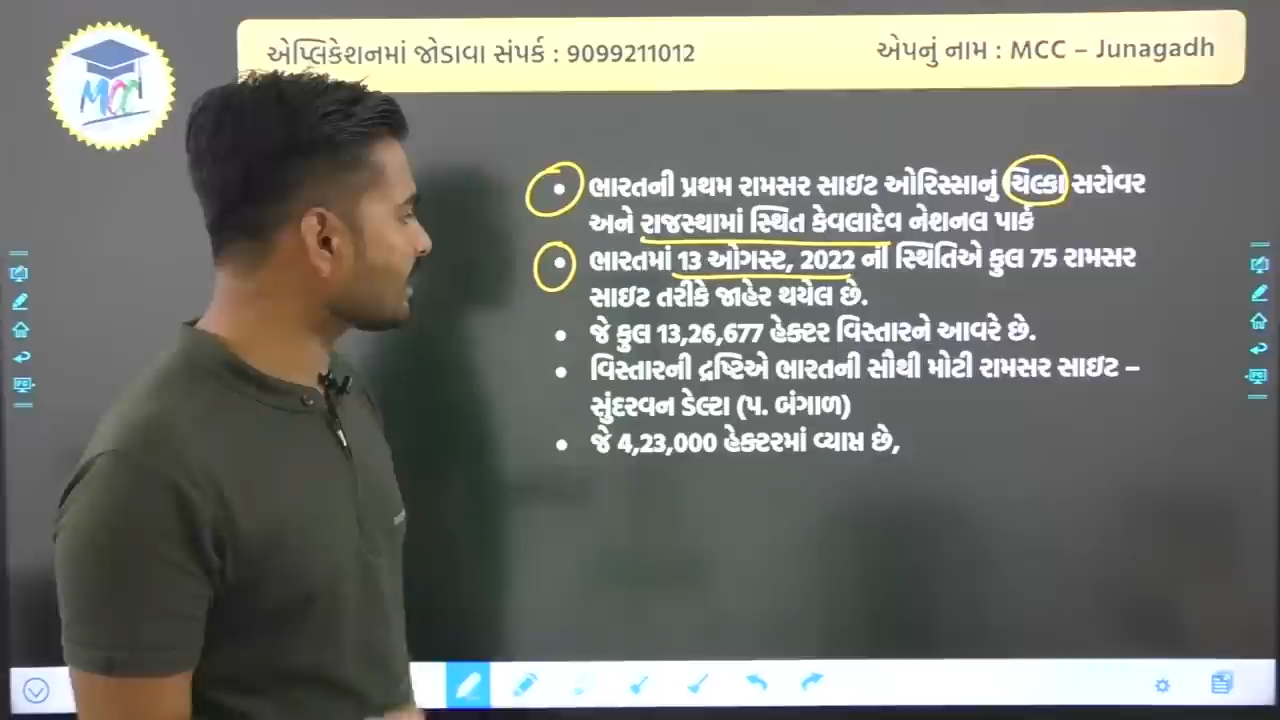 MCC
એપ્લિકેશનમાં જોડાવા સંપર્ક : 9099211012
એપનું નામ : MCC – Junagadh
• ભારતની પ્રથમ રામસર સાઇટ ઓરિસ્સાનું ચિલ્કા સરોવર
અને રાજસ્થામાં સ્થિત કેવલાદેવ નેશનલ પાર્ક
• ભારતમાં 13 ઓગસ્ટ, 2022 ની સ્થિતિએ કુલ 75 રામસર
સાઇટ તરીકે જાહેર થયેલ છે.
• જે કુલ 13,26,677 હેક્ટર વિસ્તારને આવરે છે.
• વિસ્તારની દ્રષ્ટિએ ભારતની સૌથી મોટી રામસર સાઇટ –
સુંદરવન ડેલ્ટા (પ. બંગાળ)
• જે 4,23,000 હેક્ટરમાં વ્યાપ્ત છે,